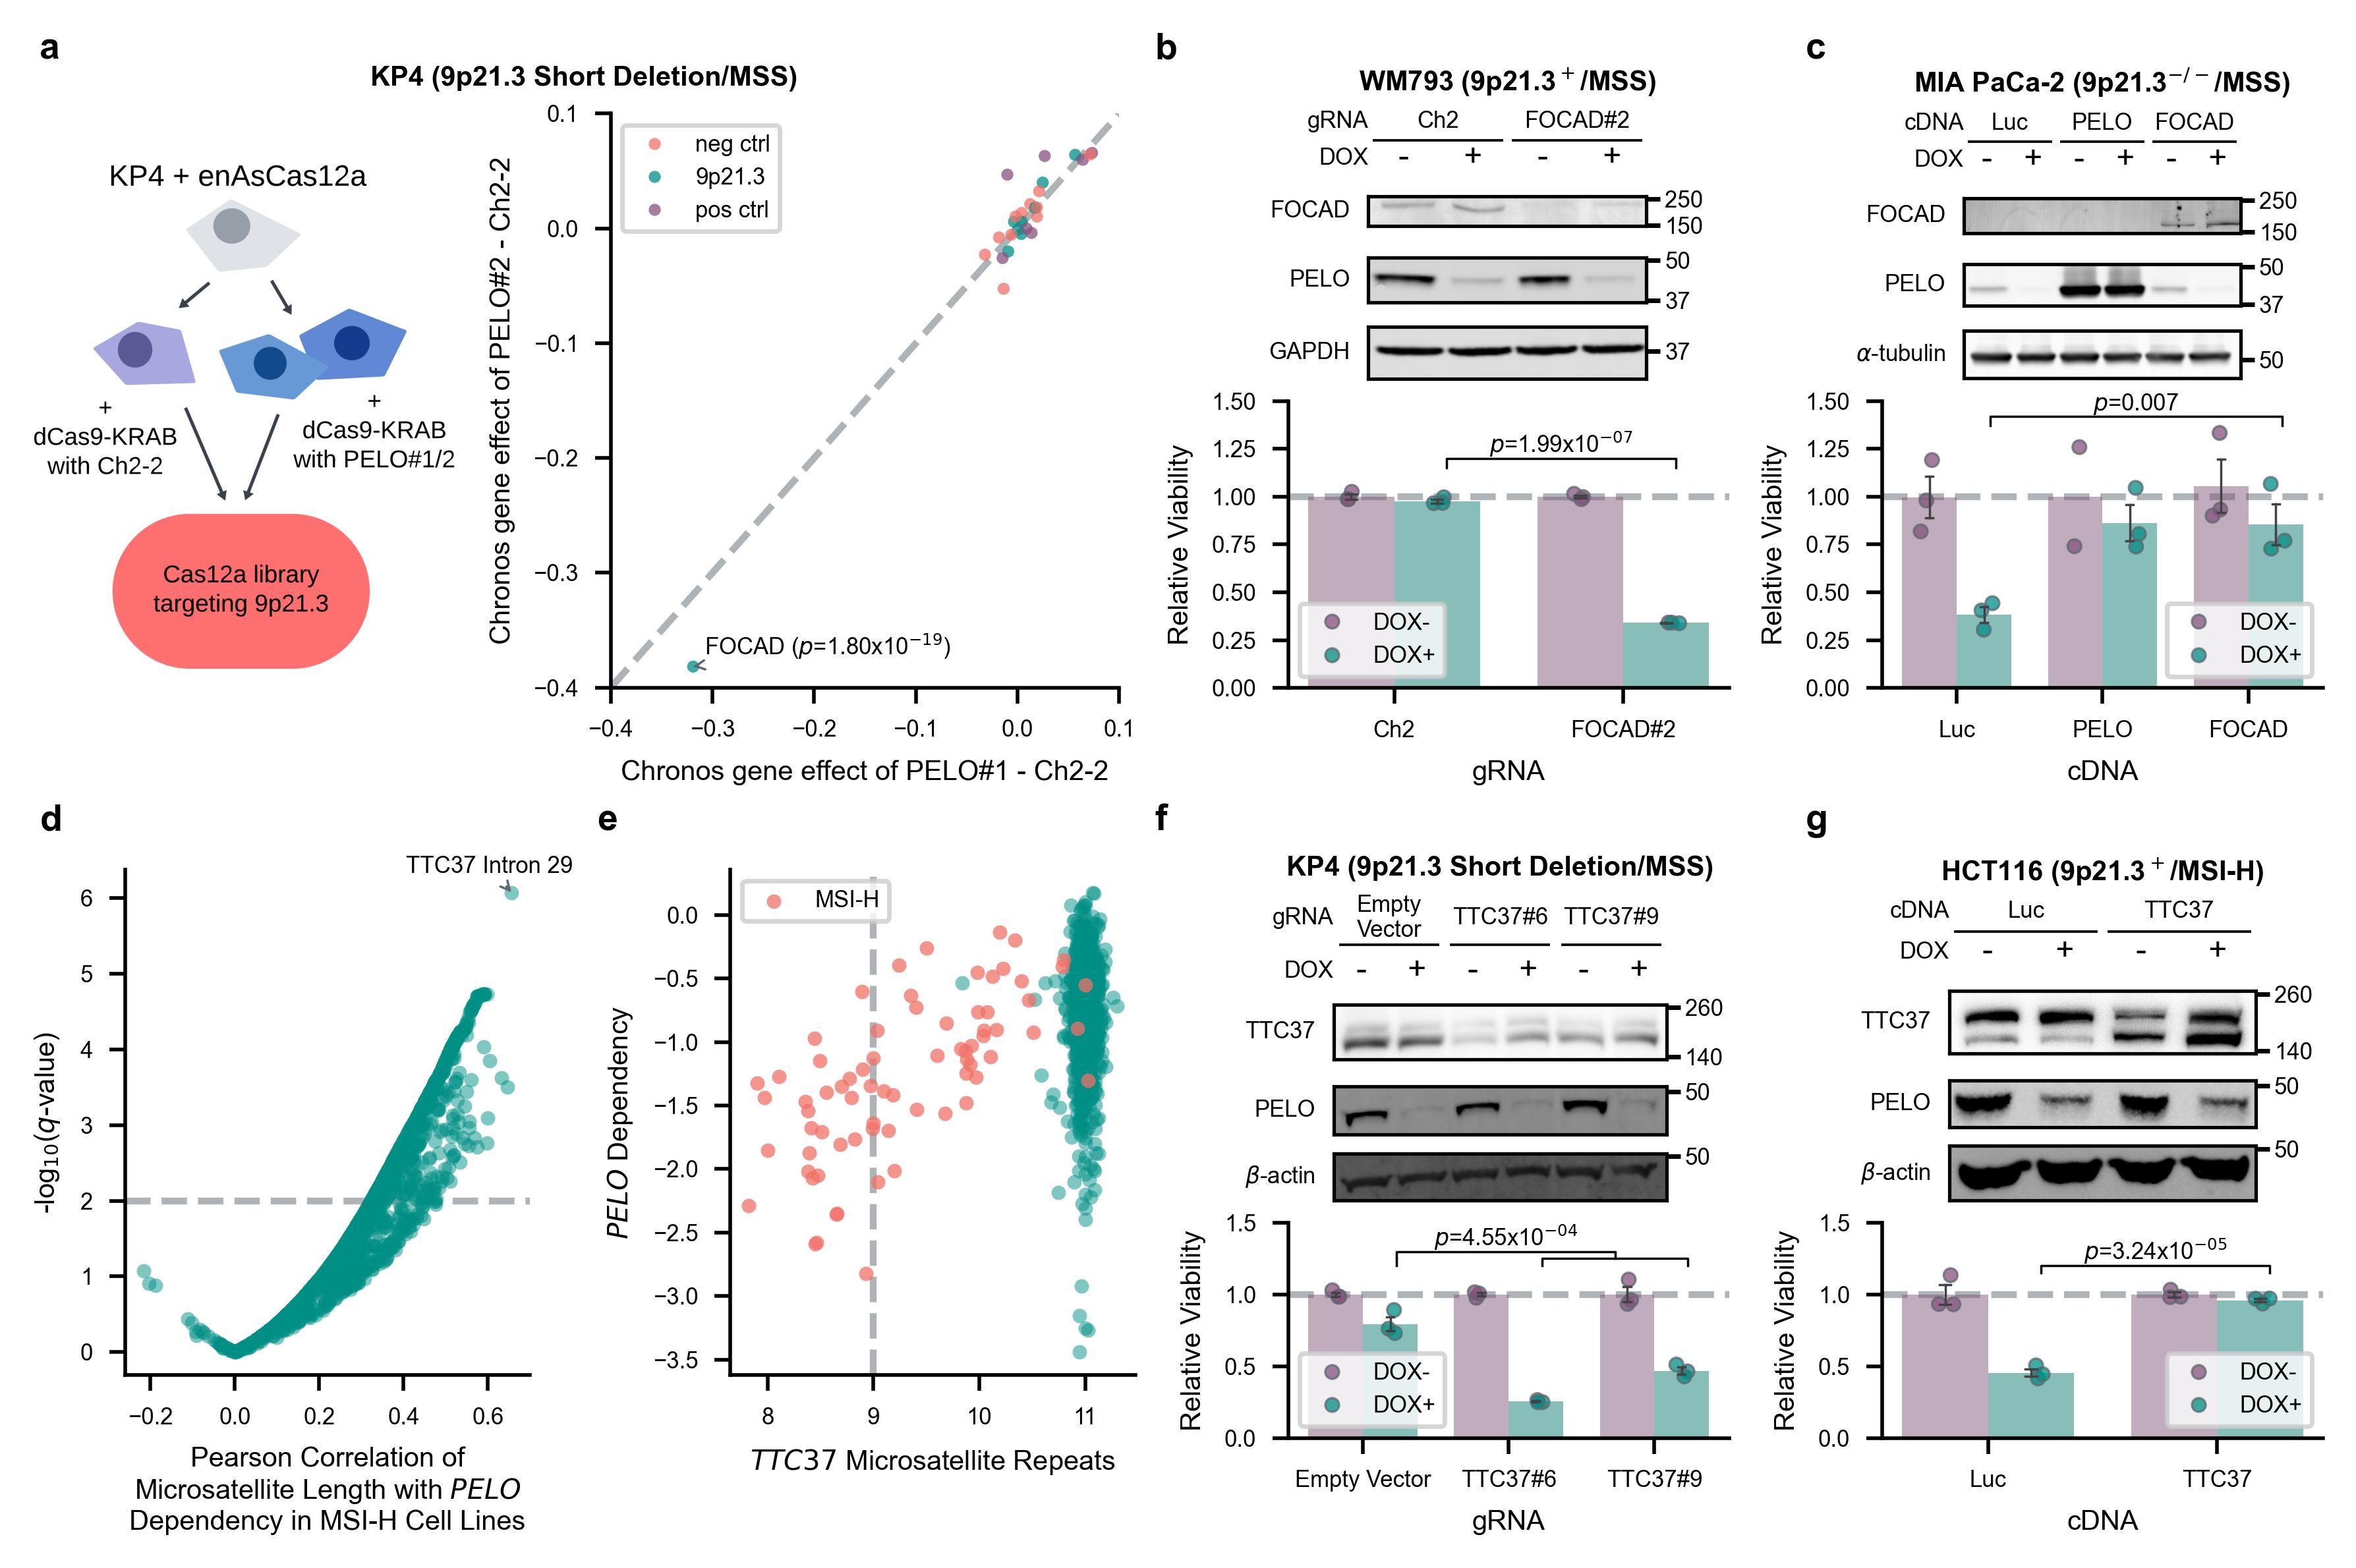 a
KP4 (9p21.3 Short Deletion/MSS)
KP4 + enAsCas12a
+
dCas9-KRAB
with Ch2-2
+
dCas9-KRAB
with PELO#1/2
Cas12a library
targeting 9p21.3
Chronos gene effect of PELO#2 - Ch2-2
0.1
0.0
−0.1
−0.2
−0.3
−0.4
neg ctrl
9p21.3
pos ctrl
FOCAD (p=1.80x10⁻¹⁹)
−0.4 −0.3 −0.2 −0.1 0.0 0.1
Chronos gene effect of PELO#1 - Ch2-2
b
WM793 (9p21.3⁺/MSS)
gRNA Ch2 FOCAD#2
DOX - + - +
FOCAD 250
150
PELO 50
37
GAPDH 37
Relative Viability
1.50
1.25
1.00
0.75
0.50
0.25
0.00
p=1.99x10⁻⁰⁷
DOX-
DOX+
Ch2 FOCAD#2
gRNA
c
MIA PaCa-2 (9p21.3⁻/⁻/MSS)
cDNA Luc PELO FOCAD
DOX - + - + - +
FOCAD 250
150
PELO 50
37
α-tubulin 50
Relative Viability
1.50
1.25
1.00
0.75
0.50
0.25
0.00
p=0.007
DOX-
DOX+
Luc PELO FOCAD
cDNA
d
TTC37 Intron 29
-log₁₀(q-value)
6
5
4
3
2
1
0
−0.2 0.0 0.2 0.4 0.6
Pearson Correlation of
Microsatellite Length with PELO
Dependency in MSI-H Cell Lines
e
MSI-H
PELO Dependency
0.0
−0.5
−1.0
−1.5
−2.0
−2.5
−3.0
−3.5
8 9 10 11
TTC37 Microsatellite Repeats
f
KP4 (9p21.3 Short Deletion/MSS)
gRNA Empty Vector TTC37#6 TTC37#9
DOX - + - + - +
TTC37 260
140
PELO 50
β-actin 50
Relative Viability
1.5
1.0
0.5
0.0
p=4.55x10⁻⁰⁴
DOX-
DOX+
Empty Vector TTC37#6 TTC37#9
gRNA
g
HCT116 (9p21.3⁺/MSI-H)
cDNA Luc TTC37
DOX - + - +
TTC37 260
140
PELO 50
β-actin 50
Relative Viability
1.5
1.0
0.5
0.0
p=3.24x10⁻⁰⁵
DOX-
DOX+
Luc TTC37
cDNA